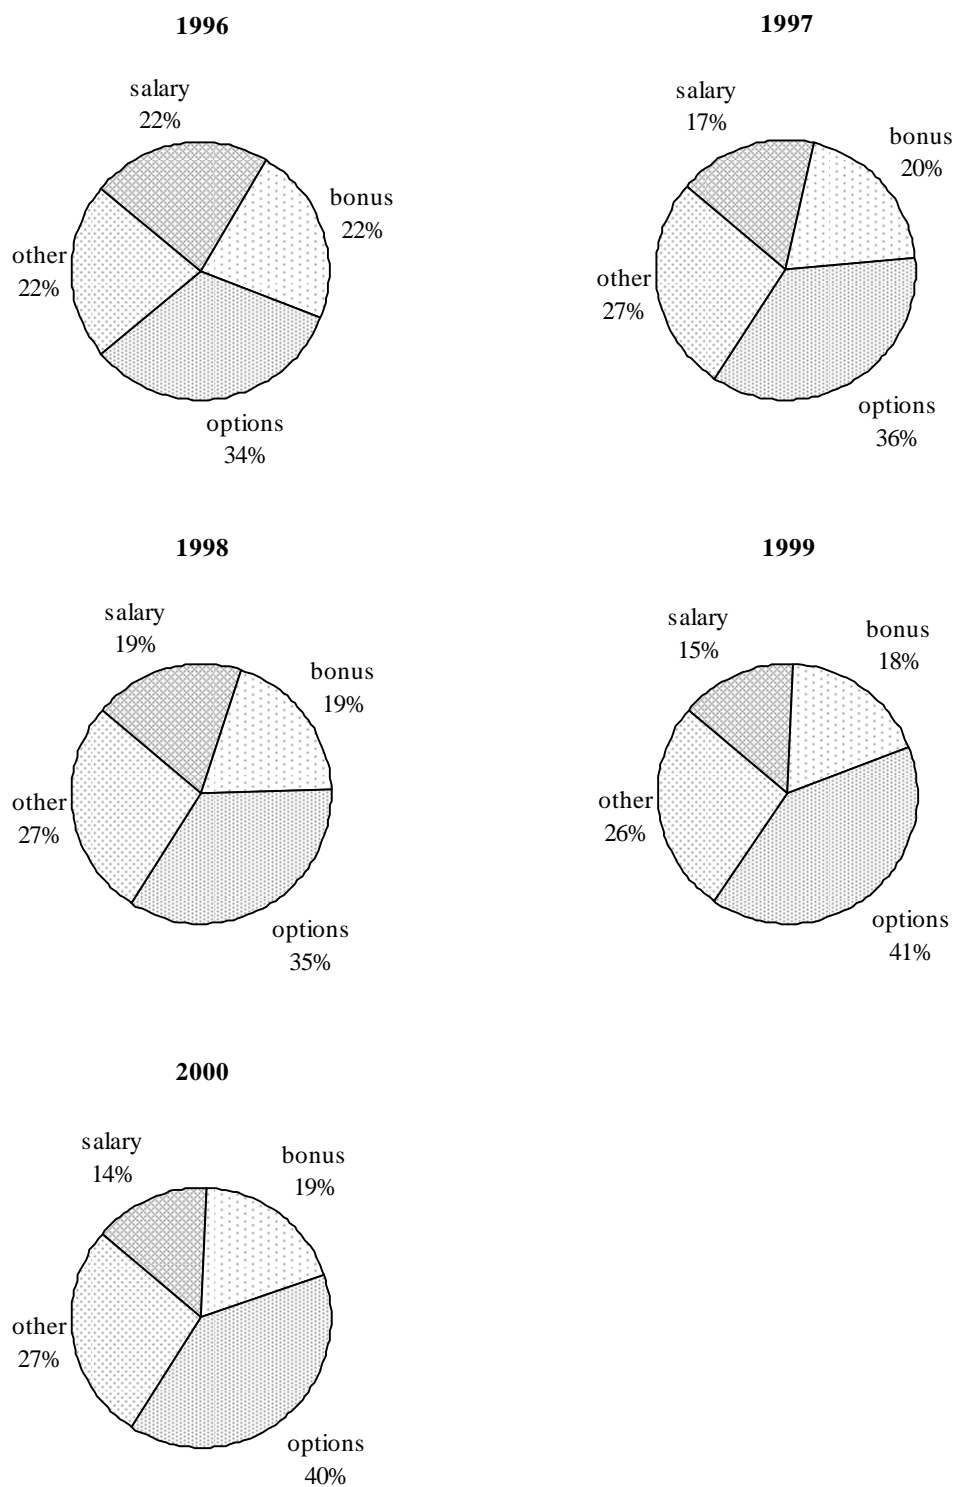 1996
salary
22%
bonus
22%
other
22%
options
34%
1997
salary
17%
bonus
20%
other
27%
options
36%
1998
salary
19%
bonus
19%
other
27%
options
35%
1999
salary
15%
bonus
18%
other
26%
options
41%
2000
salary
14%
bonus
19%
other
27%
options
40%